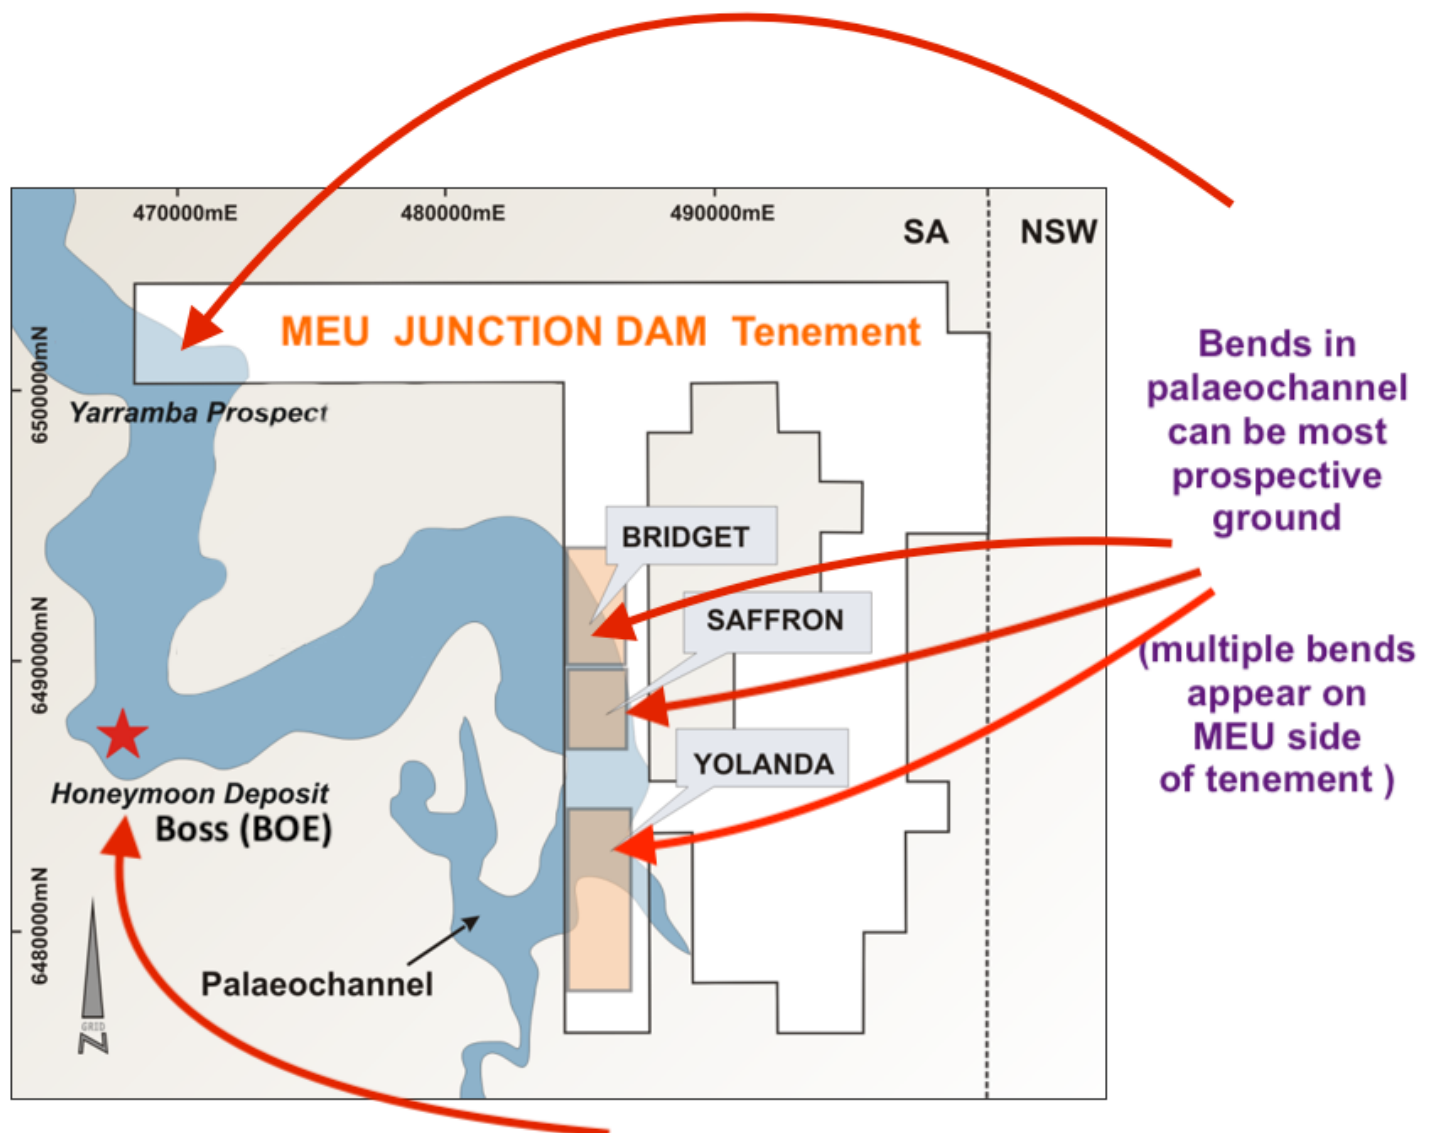 470000mE
480000mE
490000mE
SA
NSW
MEU JUNCTION DAM Tenement
6500000mN
Yarramba Prospect
Bends in
palaeochannel
can be most
prospective
ground
BRIDGET
SAFFRON
6490000mN
(multiple bends
appear on
MEU side
of tenement )
YOLANDA
Honeymoon Deposit
Boss (BOE)
6480000mN
Palaeochannel
GRID
N